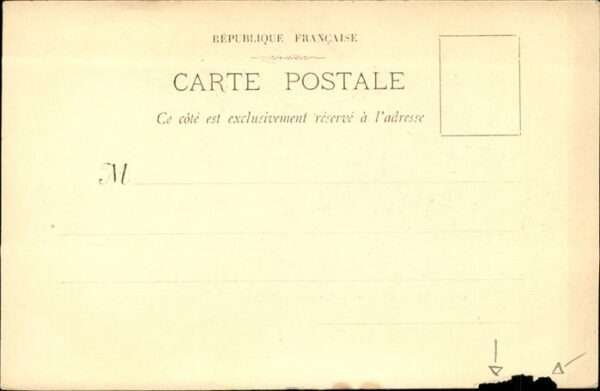 RÉPUBLIQUE FRANÇAISE
CARTE POSTALE
Ce côté est exclusivement réservé à l'adresse
M